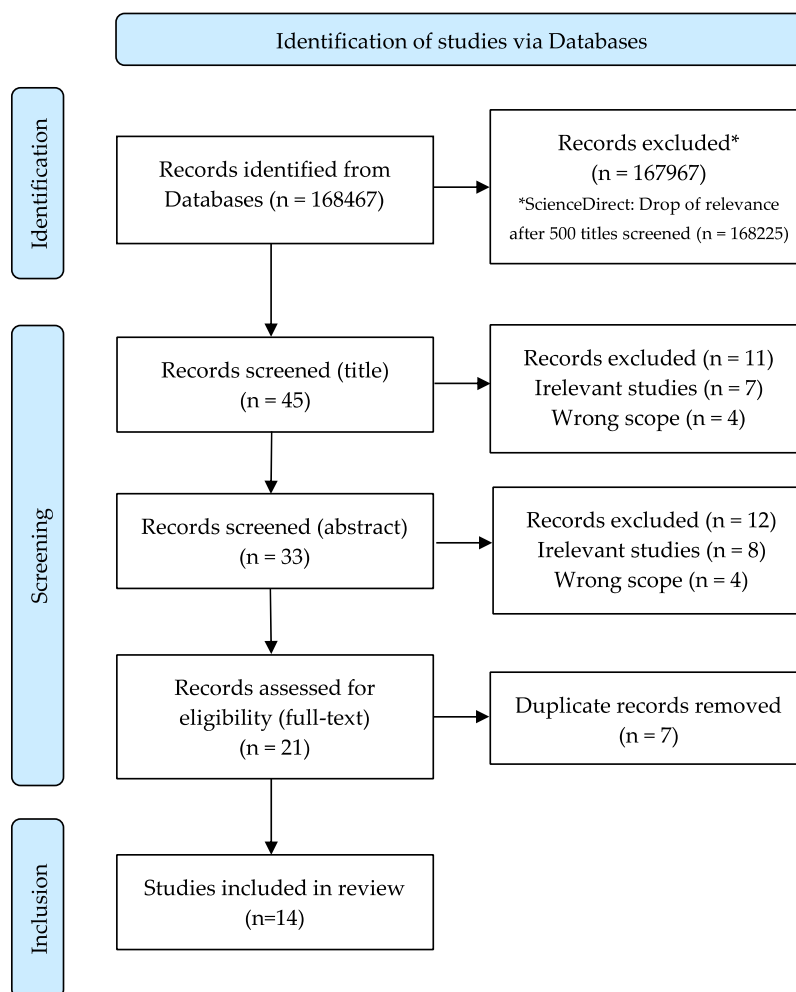 Identification of studies via Databases
Identification
Records identified from
Databases (n = 168467)
Records excluded*
(n = 167967)
*ScienceDirect: Drop of relevance
after 500 titles screened (n = 168225)
Screening
Records screened (title)
(n = 45)
Records excluded (n = 11)
Irelevant studies (n = 7)
Wrong scope (n = 4)
Records screened (abstract)
(n = 33)
Records excluded (n = 12)
Irelevant studies (n = 8)
Wrong scope (n = 4)
Records assessed for
eligibility (full-text)
(n = 21)
Duplicate records removed
(n = 7)
Inclusion
Studies included in review
(n=14)